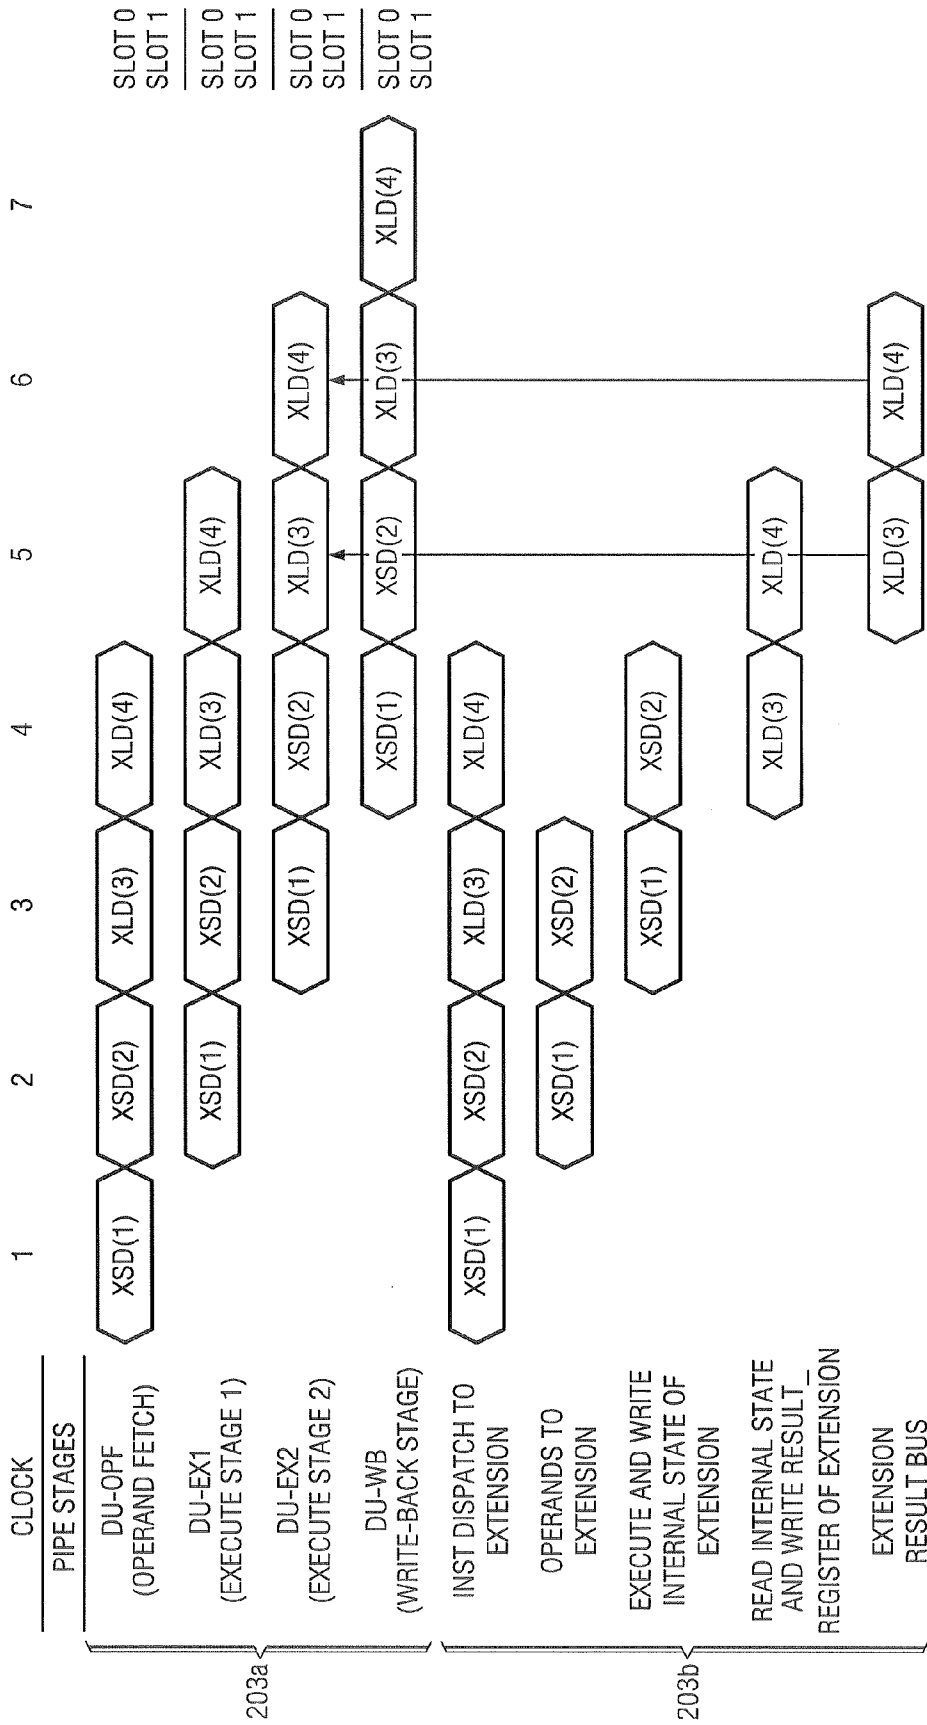 CLOCK 1 2 3 4 5 6 7
PIPE STAGES
203a
DU-OPF
(OPERAND FETCH)
XSD(1) XSD(2) XLD(3) XLD(4)
SLOT 0
SLOT 1
DU-EX1
(EXECUTE STAGE 1)
XSD(1) XSD(2) XLD(3) XLD(4)
SLOT 0
SLOT 1
DU-EX2
(EXECUTE STAGE 2)
XSD(1) XSD(2) XLD(3) XLD(4)
SLOT 0
SLOT 1
DU-WB
(WRITE-BACK STAGE)
XSD(1) XSD(2) XLD(3) XLD(4)
SLOT 0
SLOT 1
203b
INST DISPATCH TO
EXTENSION
XSD(1) XSD(2) XLD(3) XLD(4)
OPERANDS TO
EXTENSION
XSD(1) XSD(2)
EXECUTE AND WRITE
INTERNAL STATE OF
EXTENSION
XSD(1) XSD(2)
READ INTERNAL STATE
AND WRITE RESULT_
REGISTER OF EXTENSION
XLD(3) XLD(4)
EXTENSION
RESULT BUS
XLD(3) XLD(4)